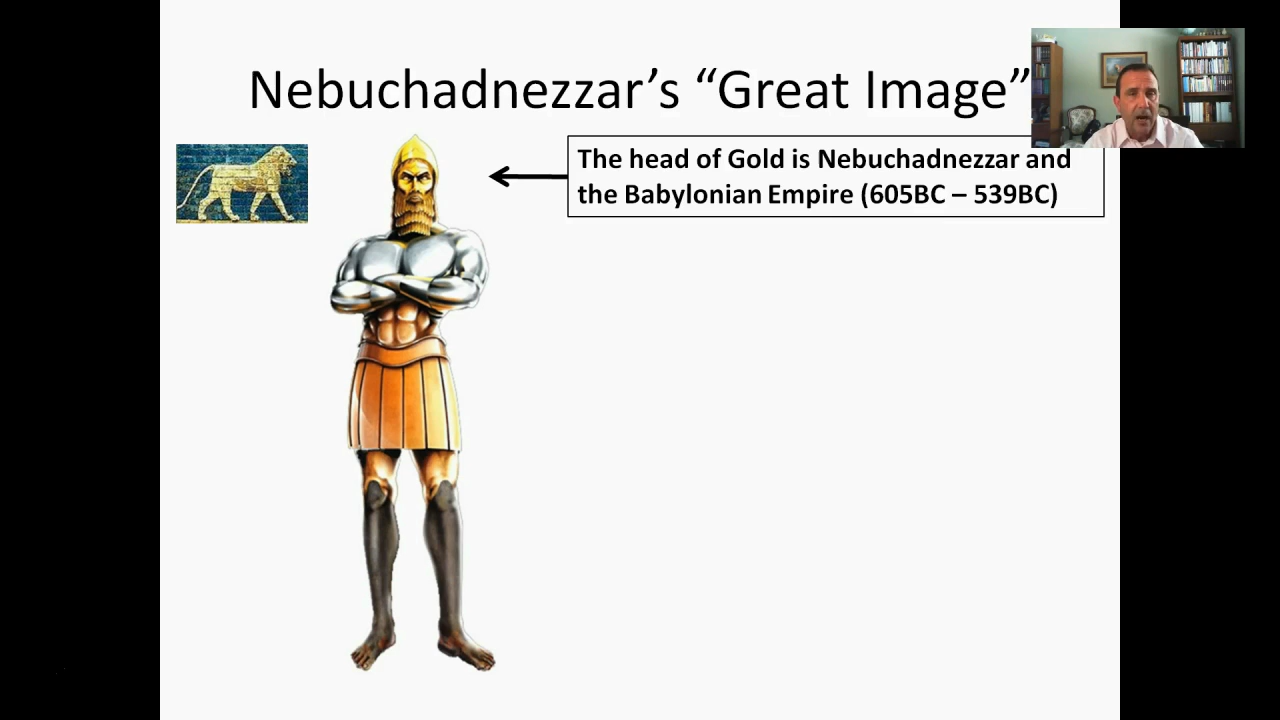 Nebuchadnezzar’s “Great Image”
The head of Gold is Nebuchadnezzar and
the Babylonian Empire (605BC – 539BC)